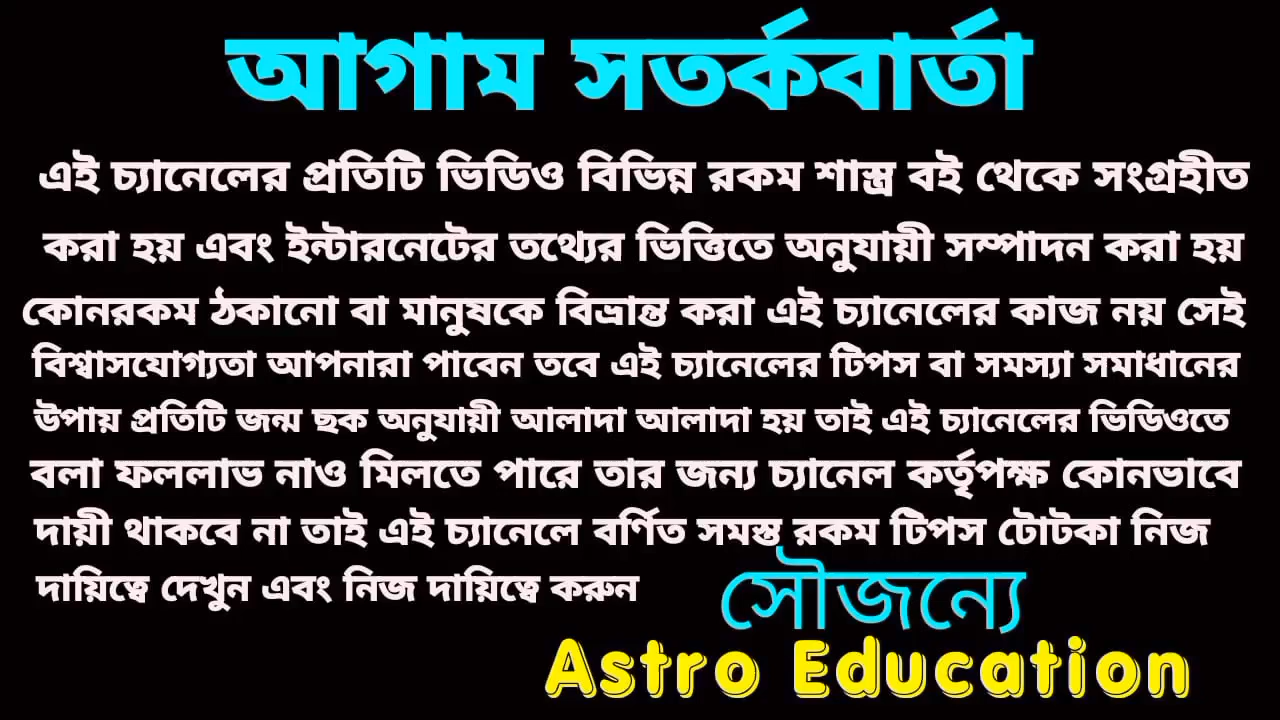 আগাম সতর্কবার্তা
এই চ্যানেলের প্রতিটি ভিডিও বিভিন্ন রকম শাস্ত্র বই থেকে সংগ্রহীত
করা হয় এবং ইন্টারনেটের তথ্যের ভিত্তিতে অনুযায়ী সম্পাদন করা হয়
কোনরকম ঠকানো বা মানুষকে বিভ্রান্ত করা এই চ্যানেলের কাজ নয় সেই
বিশ্বাসযোগ্যতা আপনারা পাবেন তবে এই চ্যানেলের টিপস বা সমস্যা সমাধানের
উপায় প্রতিটি জন্ম ছক অনুযায়ী আলাদা আলাদা হয় তাই এই চ্যানেলের ভিডিওতে
বলা ফললাভ নাও মিলতে পারে তার জন্য চ্যানেল কর্তৃপক্ষ কোনভাবে
দায়ী থাকবে না তাই এই চ্যানেলে বর্ণিত সমস্ত রকম টিপস টোটকা নিজ
দায়িত্বে দেখুন এবং নিজ দায়িত্বে করুন
সৌজন্যে
Astro Education